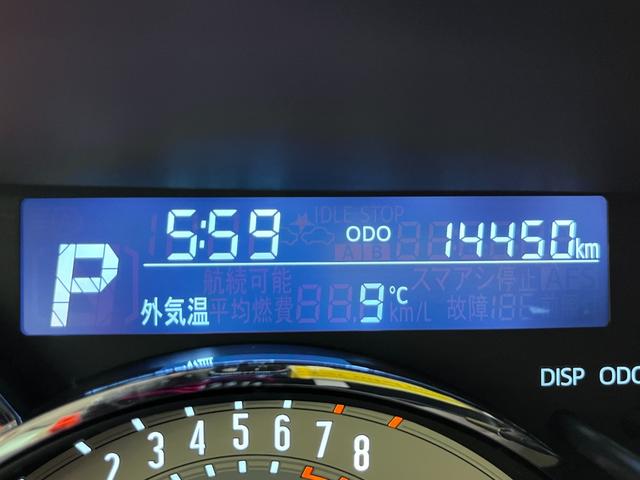 IDLE STOP
5:59 ODO 14450km
P
航続可能 スマアシ停止
外気温 平均燃費 9℃ km/L 故障
DISP ODO
2 3 4 5 6 7 8